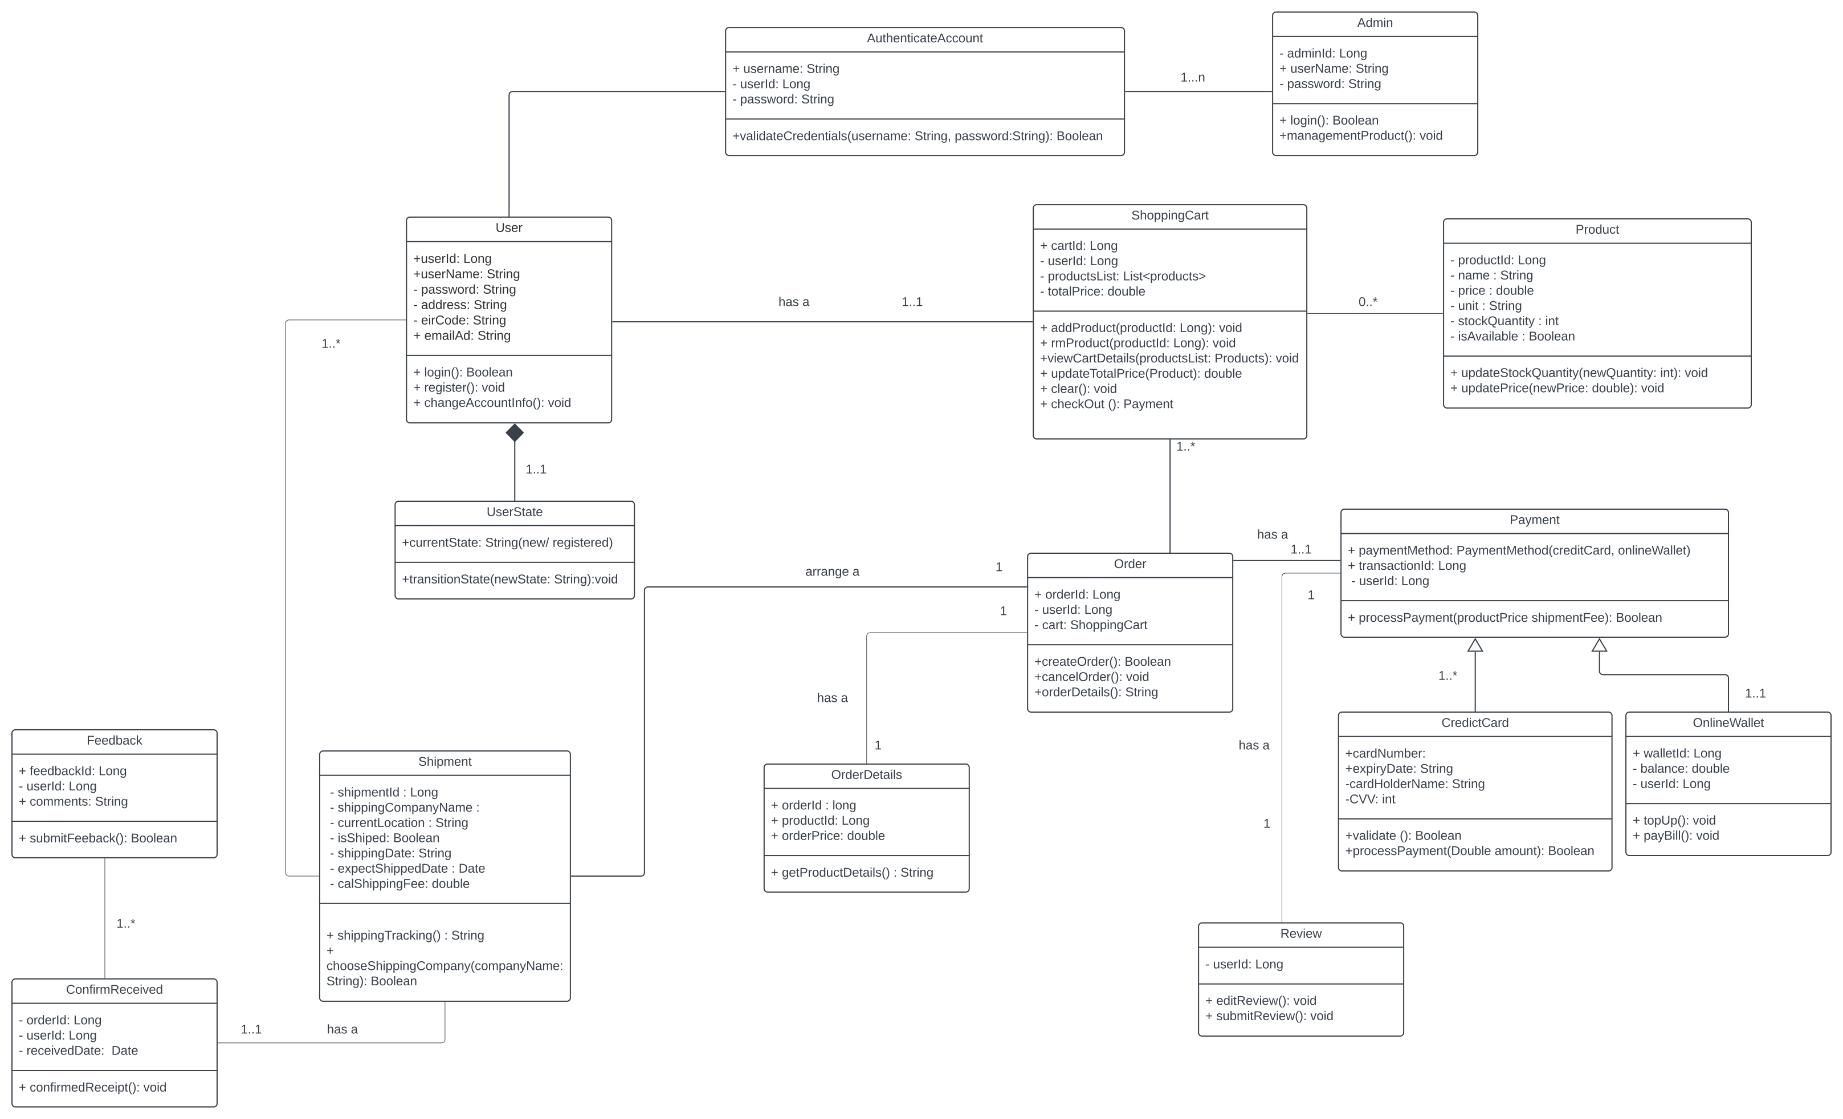 AuthenticateAccount
+ username: String
- userId: Long
- password: String
+validateCredentials(username: String, password:String): Boolean
1...n
Admin
- adminId: Long
+ userName: String
- password: String
+ login(): Boolean
+managementProduct(): void
User
+userId: Long
+userName: String
- password: String
- address: String
- eirCode: String
+ emailAd: String
+ login(): Boolean
+ register(): void
+ changeAccountInfo(): void
has a
1..1
ShoppingCart
+ cartId: Long
- userId: Long
- productsList: List<products>
- totalPrice: double
+ addProduct(productId: Long): void
+ rmProduct(productId: Long): void
+viewCartDetails(productsList: Products): void
+ updateTotalPrice(Product): double
+ clear(): void
+ checkOut (): Payment
0..*
Product
- productId: Long
- name : String
- price : double
- unit : String
- stockQuantity : int
- isAvailable : Boolean
+ updateStockQuantity(newQuantity: int): void
+ updatePrice(newPrice: double): void
1..*
1..1
1..*
UserState
+currentState: String(new/ registered)
+transitionState(newState: String):void
arrange a
1
1
Order
+ orderId: Long
- userId: Long
- cart: ShoppingCart
+createOrder(): Boolean
+cancelOrder(): void
+orderDetails(): String
has a
1..1
Payment
+ paymentMethod: PaymentMethod(creditCard, onlineWallet)
+ transactionId: Long
- userId: Long
+ processPayment(productPrice shipmentFee): Boolean
1
1..*
1..1
has a
1
OrderDetails
+ orderId : long
+ productId: Long
+ orderPrice: double
+ getProductDetails() : String
has a
1
CredictCard
+cardNumber:
+expiryDate: String
-cardHolderName: String
-CVV: int
+validate (): Boolean
+processPayment(Double amount): Boolean
OnlineWallet
+ walletId: Long
- balance: double
- userId: Long
+ topUp(): void
+ payBill(): void
Feedback
+ feedbackId: Long
- userId: Long
+ comments: String
+ submitFeeback(): Boolean
Shipment
- shipmentId : Long
- shippingCompanyName :
- currentLocation : String
- isShiped: Boolean
- shippingDate: String
- expectShippedDate : Date
- calShippingFee: double
+ shippingTracking() : String
+
chooseShippingCompany(companyName:
String): Boolean
1..*
Review
- userId: Long
+ editReview(): void
+ submitReview(): void
ConfirmReceived
- orderId: Long
- userId: Long
- receivedDate:  Date
+ confirmedReceipt(): void
1..1
has a